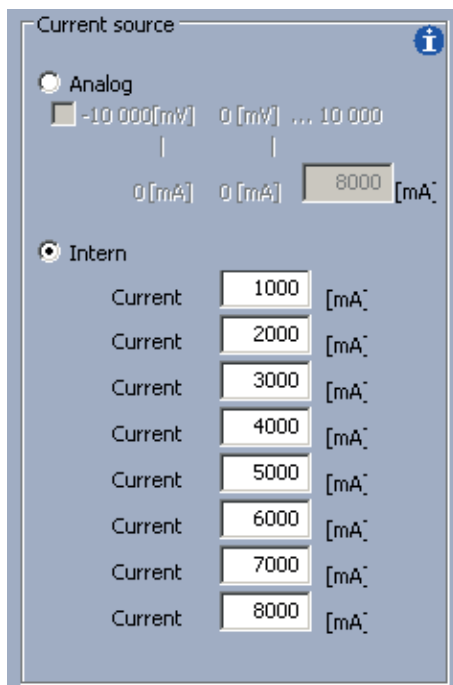 Current source
i
Analog
-10 000[mV] 0 [mV] ... 10 000
| |
0 [mA] 0 [mA] 8000 [mA]
Intern
Current 1000 [mA]
Current 2000 [mA]
Current 3000 [mA]
Current 4000 [mA]
Current 5000 [mA]
Current 6000 [mA]
Current 7000 [mA]
Current 8000 [mA]